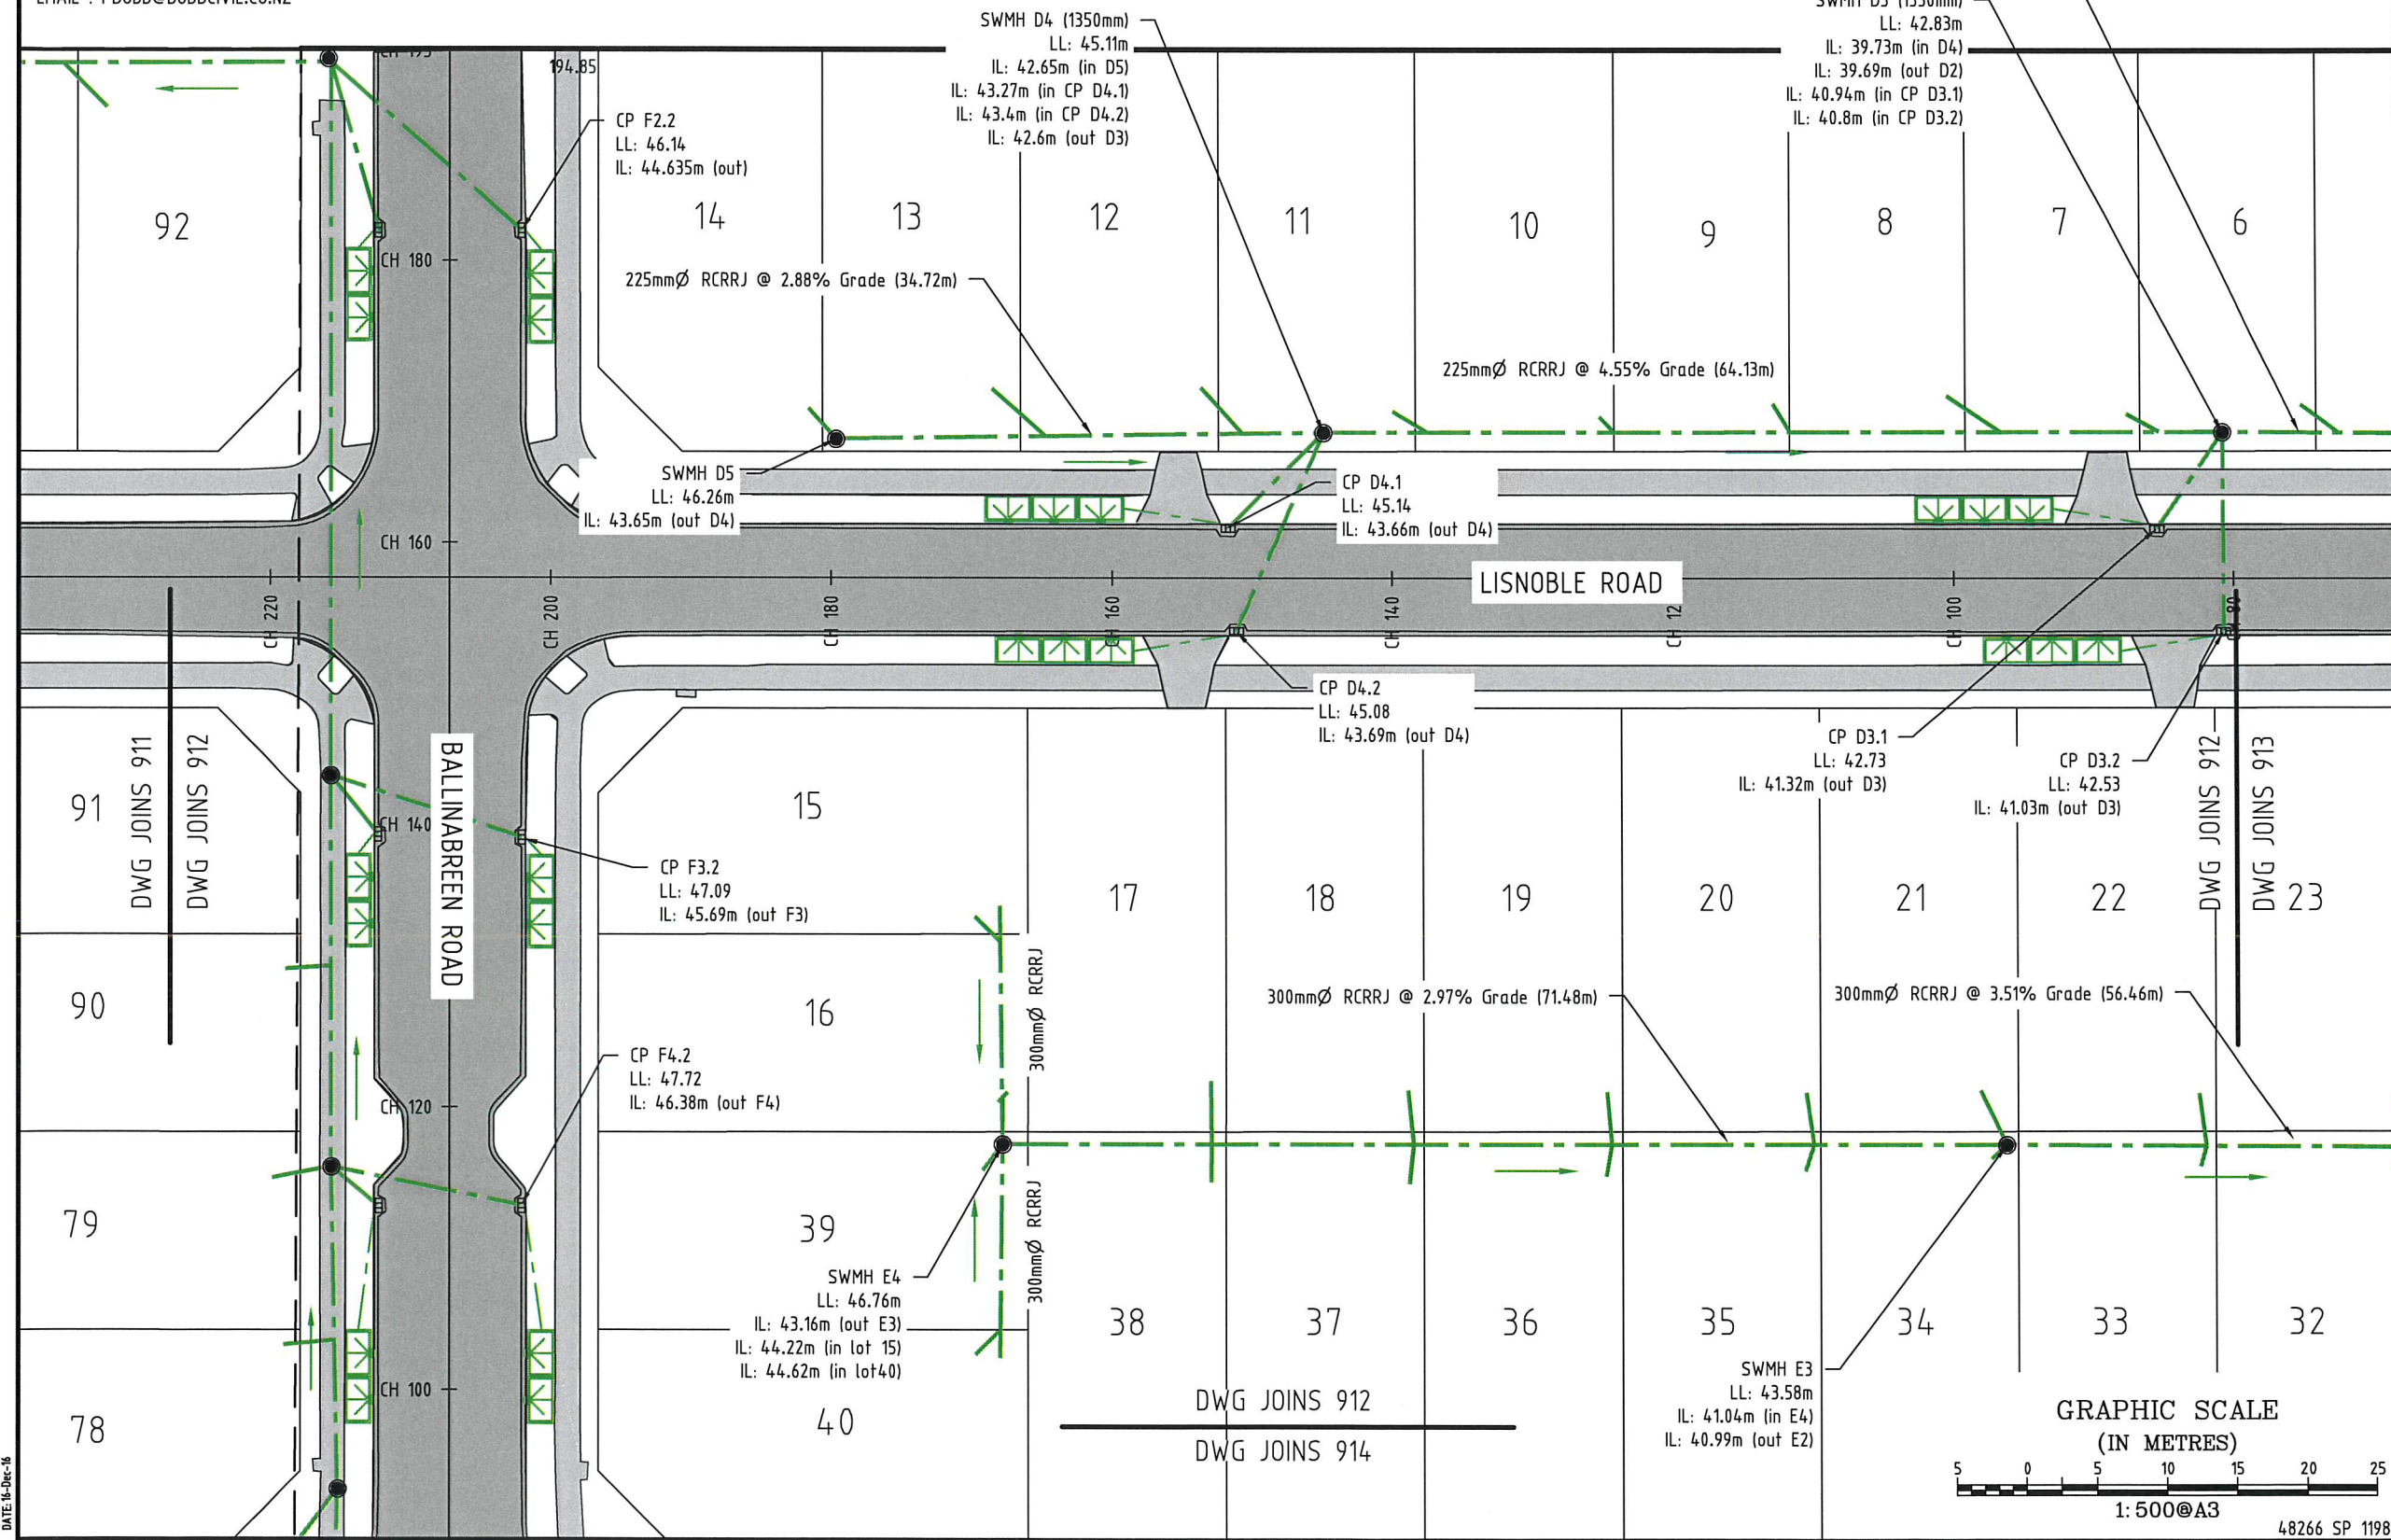 SWMH D4 (1350mm)
LL: 45.11m
IL: 42.65m (in D5)
IL: 43.27m (in CP D4.1)
IL: 43.4m (in CP D4.2)
IL: 42.6m (out D3)
LL: 42.83m
IL: 39.73m (in D4)
IL: 39.69m (out D2)
IL: 40.94m (in CP D3.1)
IL: 40.8m (in CP D3.2)
194.85
CP F2.2
LL: 46.14
IL: 44.635m (out)
92
14
13
12
11
10
9
8
7
6
CH 180
225mmØ RCRRJ @ 2.88% Grade (34.72m)
225mmØ RCRRJ @ 4.55% Grade (64.13m)
SWMH D5
LL: 46.26m
IL: 43.65m (out D4)
CP D4.1
LL: 45.14
IL: 43.66m (out D4)
CH 160
LISNOBLE ROAD
CH 220
CH 200
CH 180
CH 160
CH 140
CH 12
CH 100
80
CP D4.2
LL: 45.08
IL: 43.69m (out D4)
CP D3.1
LL: 42.73
IL: 41.32m (out D3)
CP D3.2
LL: 42.53
IL: 41.03m (out D3)
DWG JOINS 911
DWG JOINS 912
BALLINABREEN ROAD
DWG JOINS 912
DWG JOINS 913
91
15
CH 140
CP F3.2
LL: 47.09
IL: 45.69m (out F3)
17
18
19
20
21
22
23
90
16
300mmØ RCRRJ
300mmØ RCRRJ @ 2.97% Grade (71.48m)
300mmØ RCRRJ @ 3.51% Grade (56.46m)
CP F4.2
LL: 47.72
IL: 46.38m (out F4)
CH 120
79
39
300mmØ RCRRJ
SWMH E4
LL: 46.76m
IL: 43.16m (out E3)
IL: 44.22m (in lot 15)
IL: 44.62m (in lot40)
38
37
36
35
34
33
32
CH 100
SWMH E3
LL: 43.58m
IL: 41.04m (in E4)
IL: 40.99m (out E2)
78
40
DWG JOINS 912
DWG JOINS 914
GRAPHIC SCALE
(IN METRES)
5 0 5 10 15 20 25
1:500@A3
48266 SP 1198
DATE: 16-Dec-16